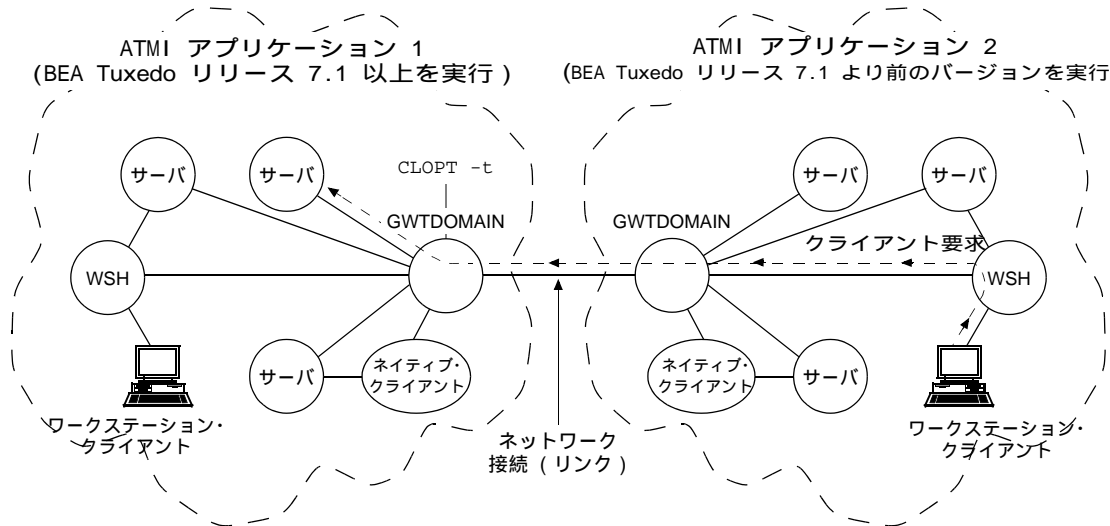 ATMI アプリケーション 1
(BEA Tuxedo リリース 7.1 以上を実行 )
ATMI アプリケーション 2
(BEA Tuxedo リリース 7.1 より前のバージョンを実行
サーバ
サーバ
CLOPT -t
GWTDOMAIN
WSH
サーバ
ネイティブ・
クライアント
ワークステーション・
クライアント
ネットワーク
接続 ( リンク )
GWTDOMAIN
サーバ
サーバ
クライアント要求
WSH
ネイティブ・
クライアント
サーバ
ワークステーション・
クライアント